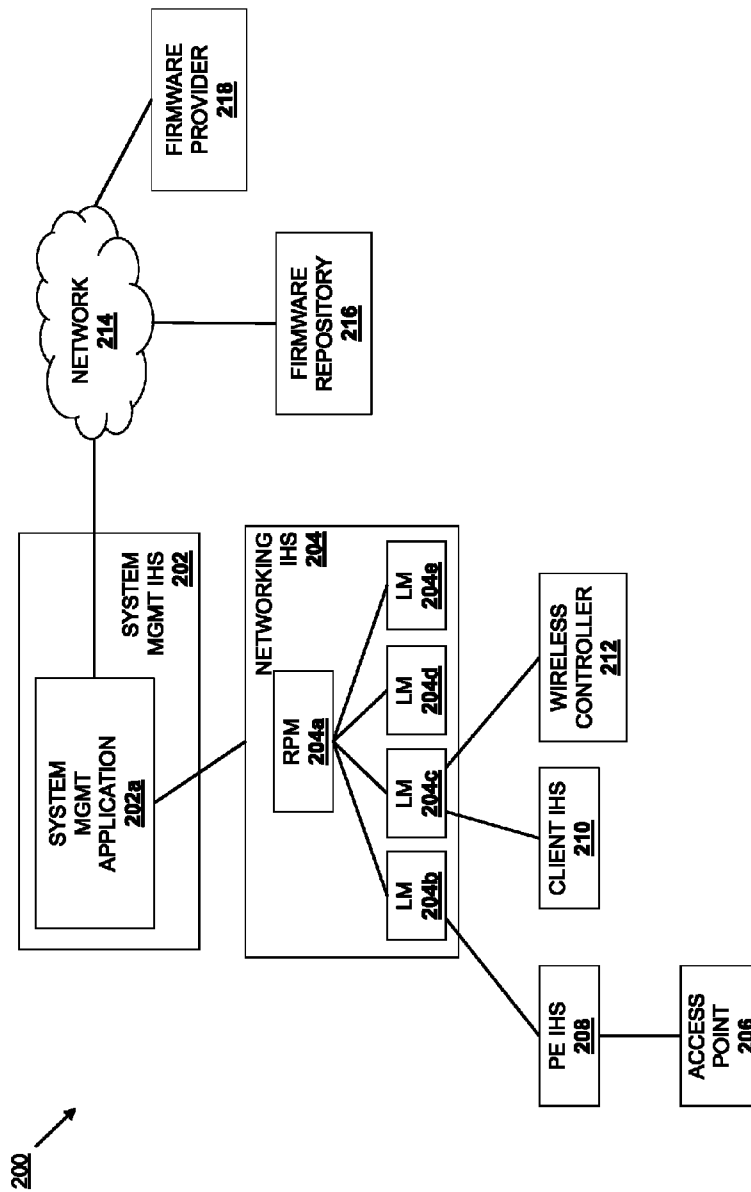 200
SYSTEM
MGMT
APPLICATION
202a
SYSTEM
MGMT IHS
202
NETWORK
214
FIRMWARE
PROVIDER
218
FIRMWARE
REPOSITORY
216
NETWORKING
IHS
204
RPM
204a
LM
204b
LM
204c
LM
204d
LM
204e
PE IHS
208
CLIENT IHS
210
WIRELESS
CONTROLLER
212
ACCESS
POINT
206